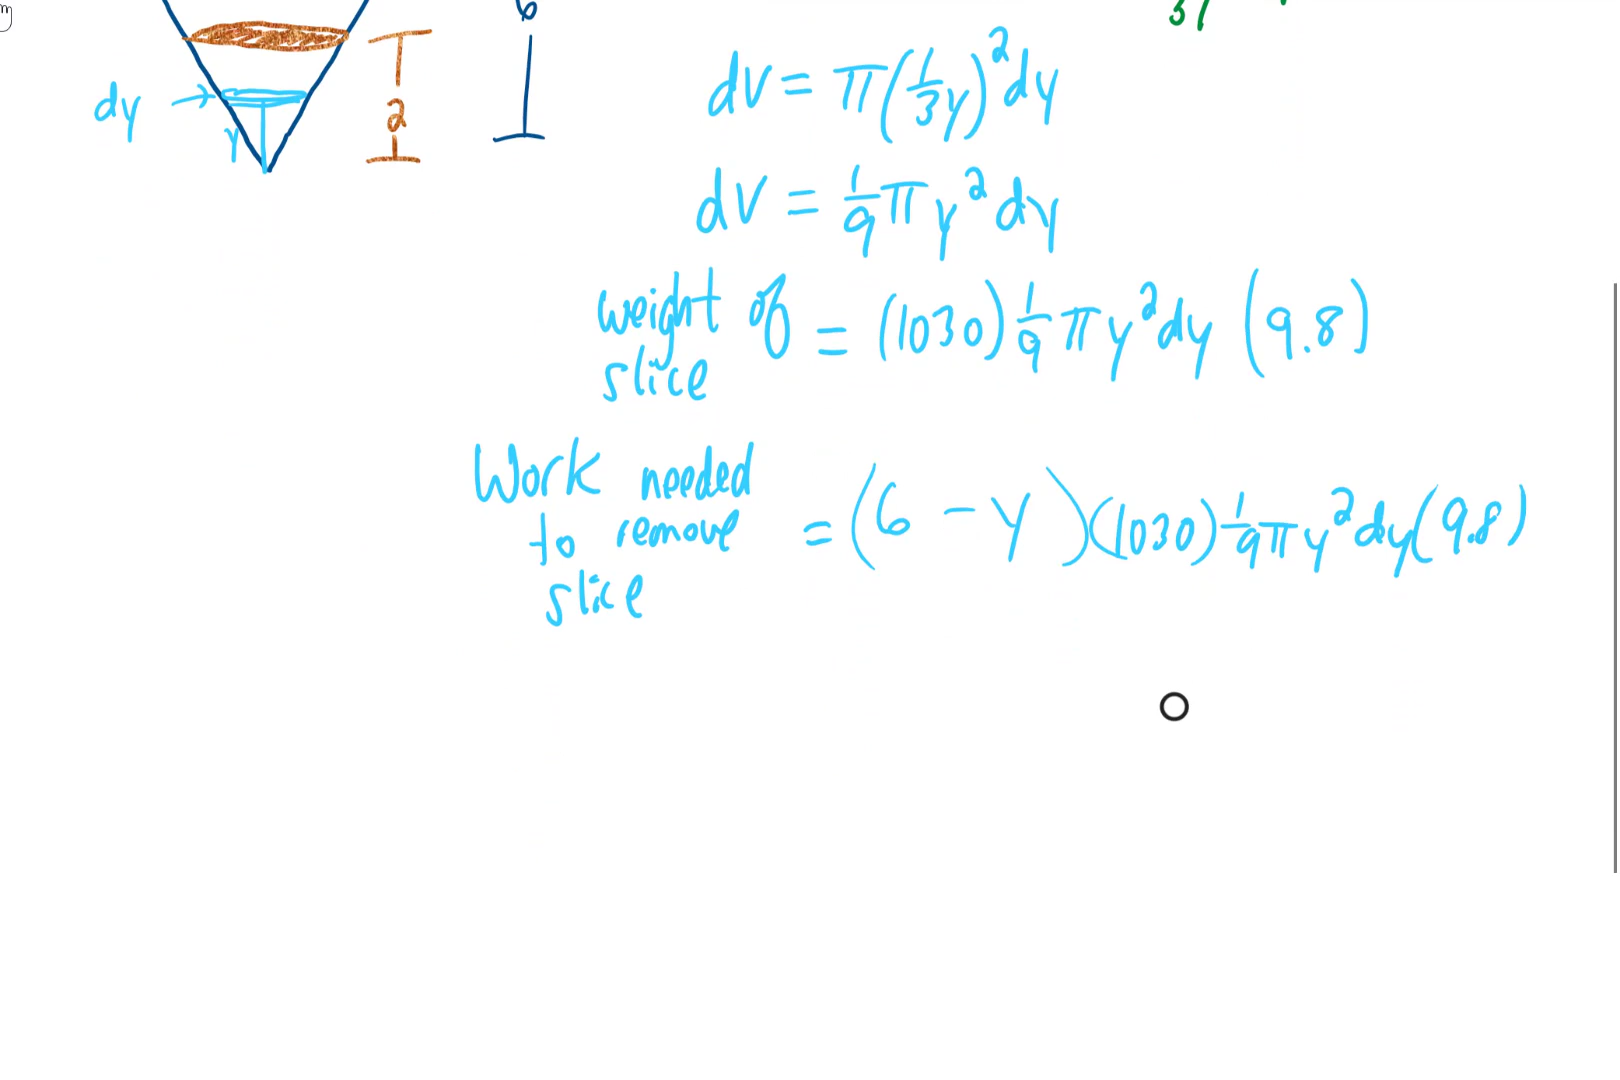 6
dV = π(1/3 y)² dy
dy
2
y
dV = 1/9 π y² dy
weight of slice = (1030) 1/9 π y² dy (9.8)
Work needed to remove slice = (6 - y)(1030) 1/9 π y² dy (9.8)